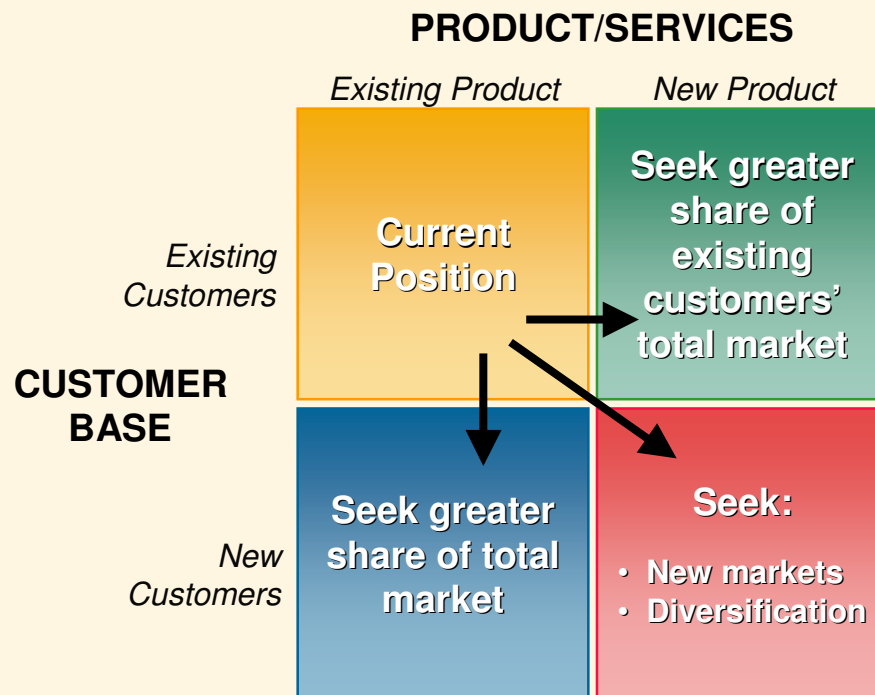 PRODUCT/SERVICES
Existing Product
New Product
Existing
Customers
Current
Position
Seek greater
share of
existing
customers’
total market
CUSTOMER
BASE
New
Customers
Seek greater
share of total
market
Seek:
• New markets
• Diversification